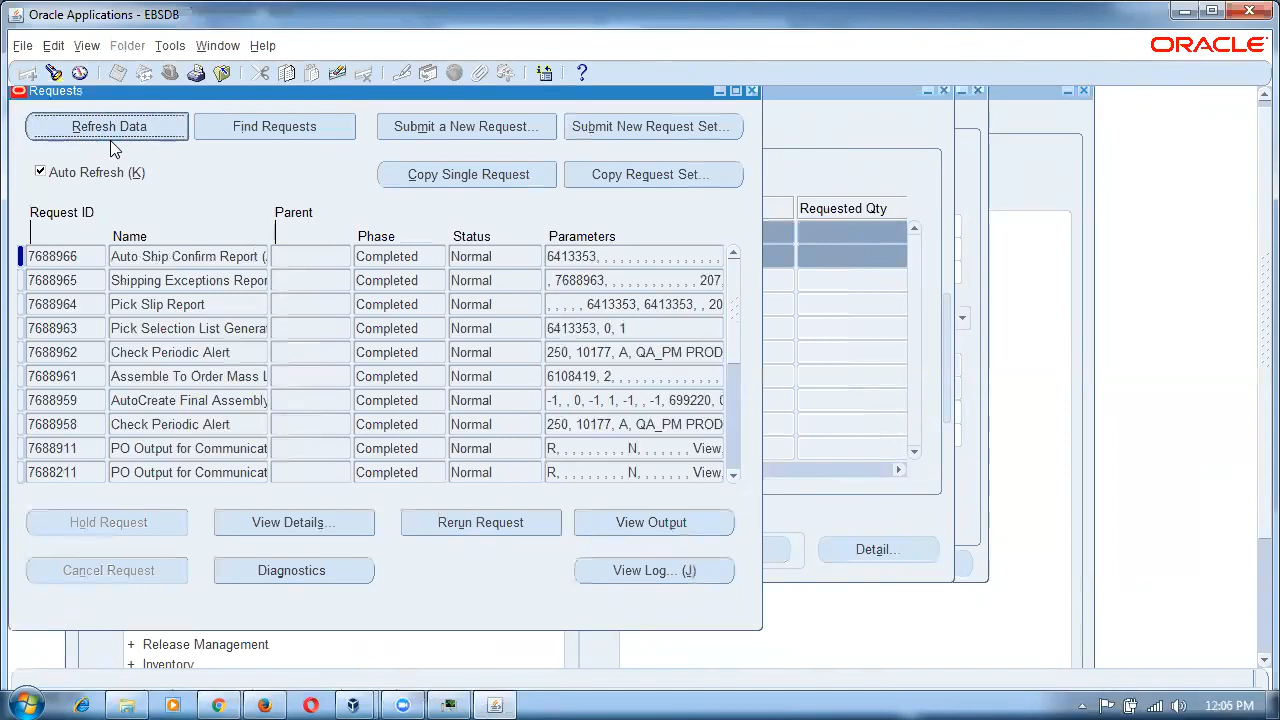 Oracle Applications - EBSDB
File Edit View Folder Tools Window Help
ORACLE
Requests
Refresh Data Find Requests Submit a New Request... Submit New Request Set...
Auto Refresh (K) Copy Single Request Copy Request Set...
Requested Qty
Request ID Parent
Name Phase Status Parameters
7688966 Auto Ship Confirm Report (. Completed Normal 6413353, , , , , , , , , , , , , ,
7688965 Shipping Exceptions Repor Completed Normal , 7688963, , , , , , , , , , , 207
7688964 Pick Slip Report Completed Normal , , , , , 6413353, 6413353, , 20
7688963 Pick Selection List Genera Completed Normal 6413353, 0, 1
7688962 Check Periodic Alert Completed Normal 250, 10177, A, QA_PM PROD
7688961 Assemble To Order Mass L Completed Normal 6108419, 2, , , , , , , , , , , , ,
7688959 AutoCreate Final Assembly Completed Normal -1, , 0, -1, 1, -1, , , -1, 699220, 0
7688958 Check Periodic Alert Completed Normal 250, 10177, A, QA_PM PROD
7688911 PO Output for Communicat Completed Normal R, , , , , , , , , N, , , , , , View,
7688211 PO Output for Communicat Completed Normal R, , , , , , , , , N, , , , , , View,
Hold Request View Details... Rerun Request View Output
Detail...
Cancel Request Diagnostics View Log... (J)
+ Release Management
+ Inventory
12:05 PM